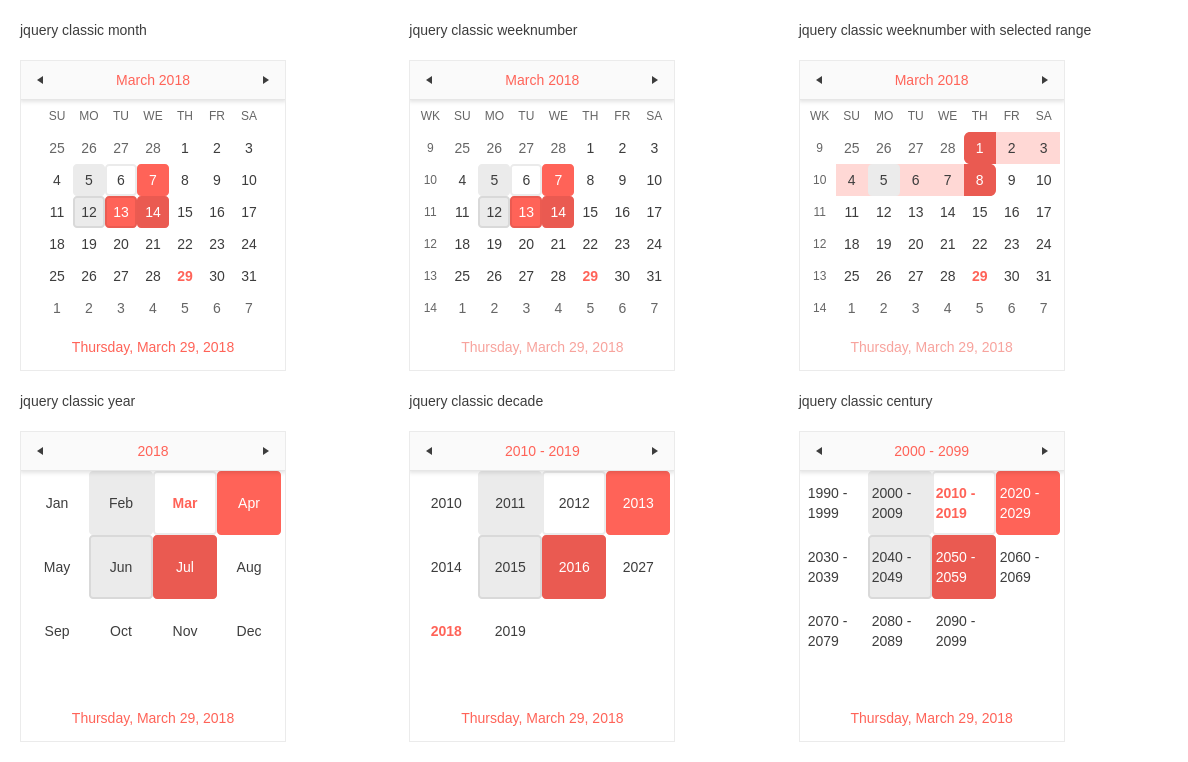 jquery classic month
March 2018
SU MO TU WE TH FR SA
25 26 27 28 1 2 3
4 5 6 7 8 9 10
11 12 13 14 15 16 17
18 19 20 21 22 23 24
25 26 27 28 29 30 31
1 2 3 4 5 6 7
Thursday, March 29, 2018
jquery classic weeknumber
March 2018
WK SU MO TU WE TH FR SA
9 25 26 27 28 1 2 3
10 4 5 6 7 8 9 10
11 11 12 13 14 15 16 17
12 18 19 20 21 22 23 24
13 25 26 27 28 29 30 31
14 1 2 3 4 5 6 7
Thursday, March 29, 2018
jquery classic weeknumber with selected range
March 2018
WK SU MO TU WE TH FR SA
9 25 26 27 28 1 2 3
10 4 5 6 7 8 9 10
11 11 12 13 14 15 16 17
12 18 19 20 21 22 23 24
13 25 26 27 28 29 30 31
14 1 2 3 4 5 6 7
Thursday, March 29, 2018
jquery classic year
2018
Jan Feb Mar Apr
May Jun Jul Aug
Sep Oct Nov Dec
Thursday, March 29, 2018
jquery classic decade
2010 - 2019
2010 2011 2012 2013
2014 2015 2016 2027
2018 2019
Thursday, March 29, 2018
jquery classic century
2000 - 2099
1990 - 2000 - 2010 - 2020 -
1999 2009 2019 2029
2030 - 2040 - 2050 - 2060 -
2039 2049 2059 2069
2070 - 2080 - 2090 -
2079 2089 2099
Thursday, March 29, 2018